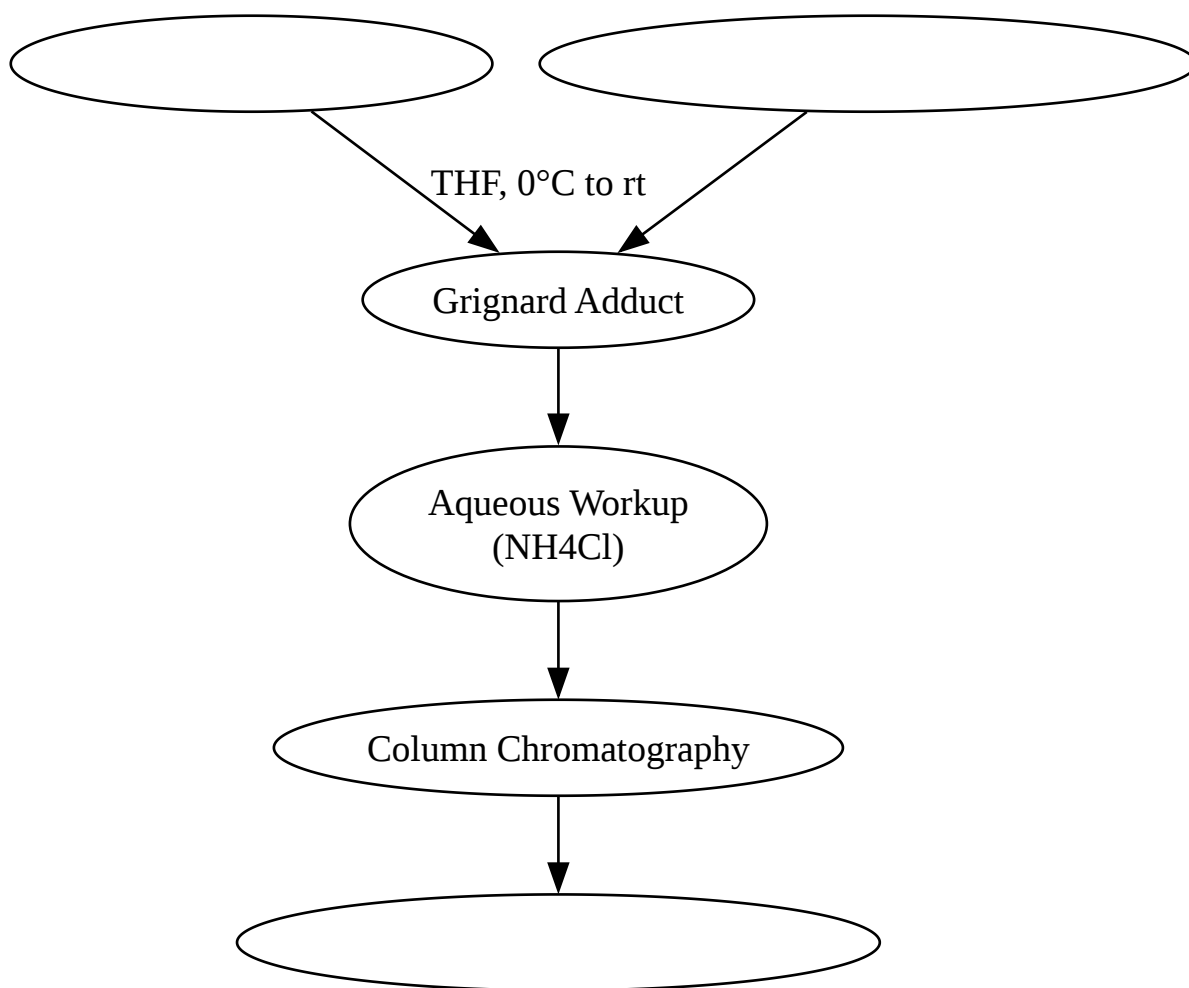 THF, 0°C to rt
Grignard Adduct
Aqueous Workup
(NH4Cl)
Column Chromatography